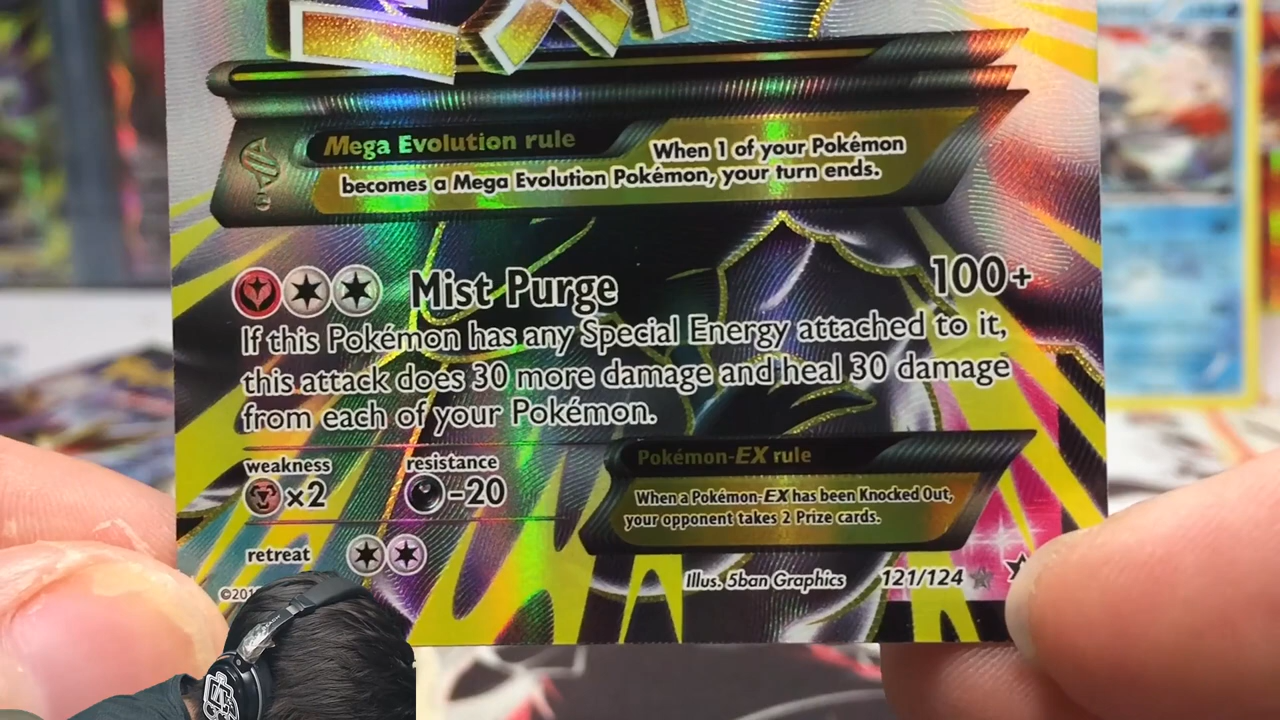 EX
Mega Evolution rule
When 1 of your Pokémon
becomes a Mega Evolution Pokémon, your turn ends.
Mist Purge 100+
If this Pokémon has any Special Energy attached to it,
this attack does 30 more damage and heal 30 damage
from each of your Pokémon.
weakness resistance
×2 -20
Pokémon-EX rule
When a Pokémon-EX has been Knocked Out,
your opponent takes 2 Prize cards.
retreat
Illus. 5ban Graphics 121/124